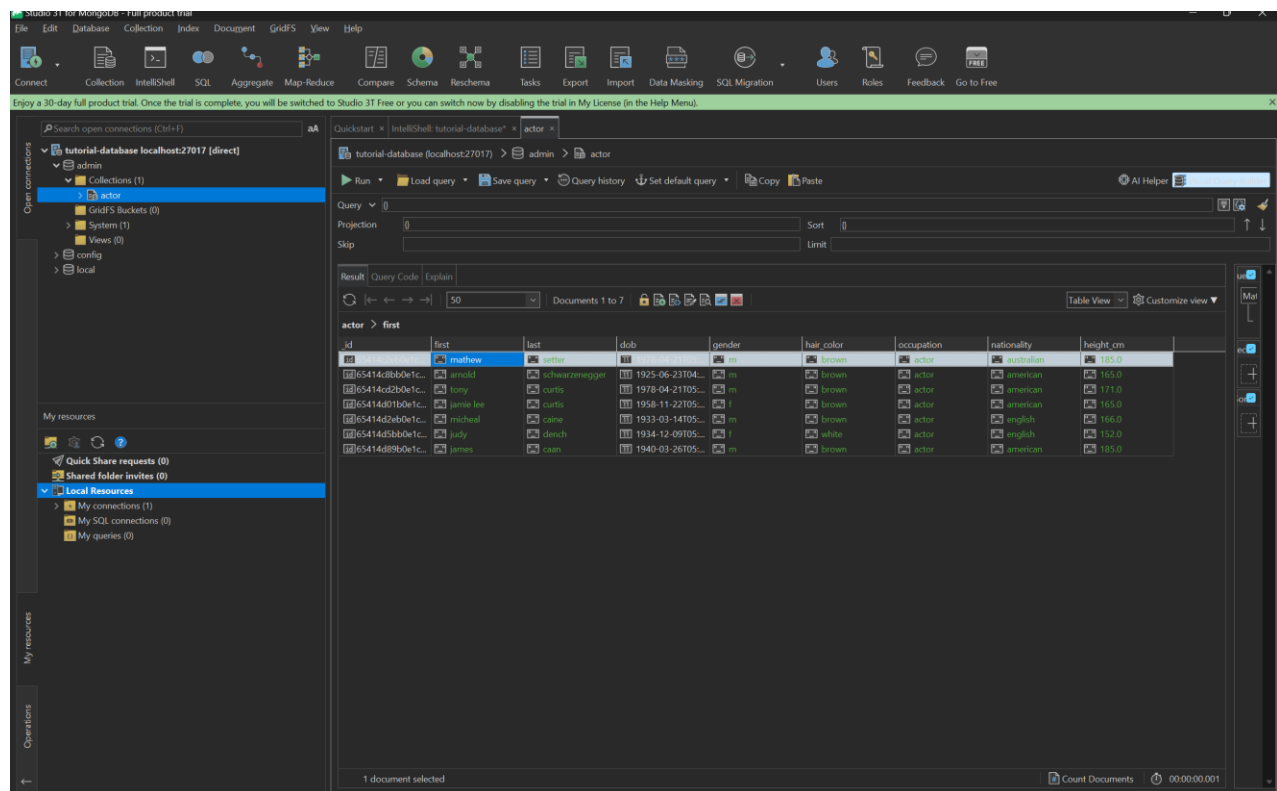 Studio 3T for MongoDB - Full product trial
File Edit Database Collection Index Document GridFS View Help
Connect Collection IntelliShell SQL Aggregate Map-Reduce Compare Schema Reschema Tasks Export Import Data Masking SQL Migration Users Roles Feedback Go to Free
FREE
Enjoy a 30-day full product trial. Once the trial is complete, you will be switched to Studio 3T Free or you can switch now by disabling the trial in My License (in the Help Menu).
Open connections
Search open connections (Ctrl+F) aA
tutorial-database localhost:27017 [direct]
admin
Collections (1)
actor
GridFS Buckets (0)
System (1)
Views (0)
config
local
My resources
Quick Share requests (0)
Shared folder invites (0)
Local Resources
My connections (1)
My SQL connections (0)
My queries (0)
My resources
Operations
Quickstart × IntelliShell: tutorial-database* × actor ×
tutorial-database (localhost:27017) > admin > actor
Run Load query Save query Query history Set default query Copy Paste AI Helper
Query {}
Projection {} Sort {}
Skip Limit
Result Query Code Explain
50 Documents 1 to 7 Table View Customize view
actor > first
_id first last dob gender hair_color occupation nationality height_cm
mathew setter m brown actor australian 185.0
65414c8bb0e1c... arnold schwarzenegger 1925-06-23T04:... m brown actor american 165.0
65414cd2b0e1c... tony curtis 1978-04-21T05:... m brown actor american 171.0
65414d01b0e1c... jamie lee curtis 1958-11-22T05:... f brown actor american 165.0
65414d2eb0e1c... micheal caine 1933-03-14T05:... m brown actor english 166.0
65414d5bb0e1c... judy dench 1934-12-09T05:... f white actor english 152.0
65414d89b0e1c... james caan 1940-03-26T05:... m brown actor american 185.0
1 document selected Count Documents 00:00:00.001